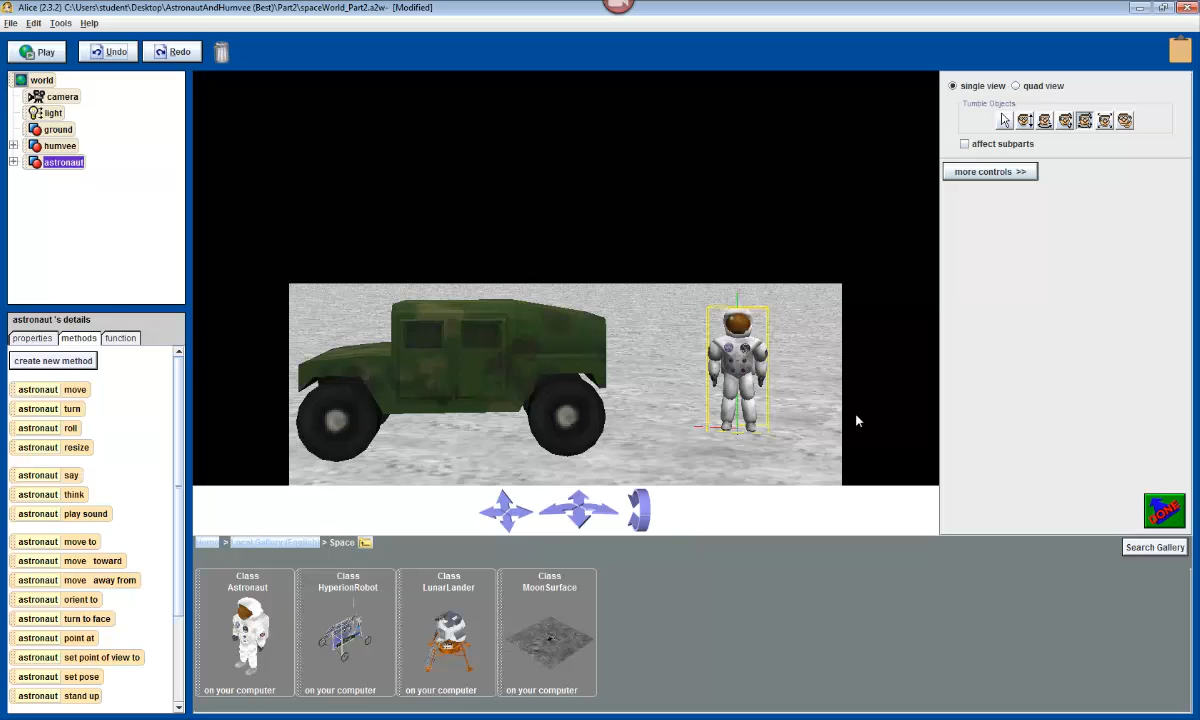 Alice (2.3.2) C:\Users\student\Desktop\AstronautAndHumvee (Best)\Part2\spaceWorld_Part2.a2w- [Modified]
File Edit Tools Help
Play Undo Redo
world
camera
light
ground
humvee
astronaut
single view quad view
Tumble Objects
affect subparts
more controls >>
astronaut 's details
properties methods function
create new method
astronaut move
astronaut turn
astronaut roll
astronaut resize
astronaut say
astronaut think
astronaut play sound
astronaut move to
astronaut move toward
astronaut move away from
astronaut orient to
astronaut turn to face
astronaut point at
astronaut set point of view to
astronaut set pose
astronaut stand up
DONE
Home > Local Gallery (English) > Space
Search Gallery
Class Astronaut
on your computer
Class HyperionRobot
on your computer
Class LunarLander
on your computer
Class MoonSurface
on your computer